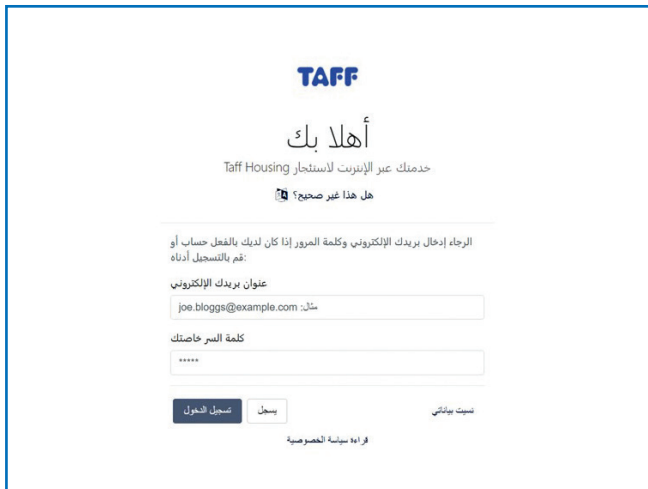 TAFF
أهلا بك
خدمتك عبر الإنترنت لاستئجار Taff Housing
هل هذا غير صحيح؟
الرجاء إدخال بريدك الإلكتروني وكلمة المرور إذا كان لديك بالفعل حساب أو
قم بالتسجيل أدناه:
عنوان بريدك الإلكتروني
مثال: joe.bloggs@example.com
كلمة السر خاصتك
*****
تسجيل الدخول
يسجل
نسيت بياناتي
قراءة سياسة الخصوصية